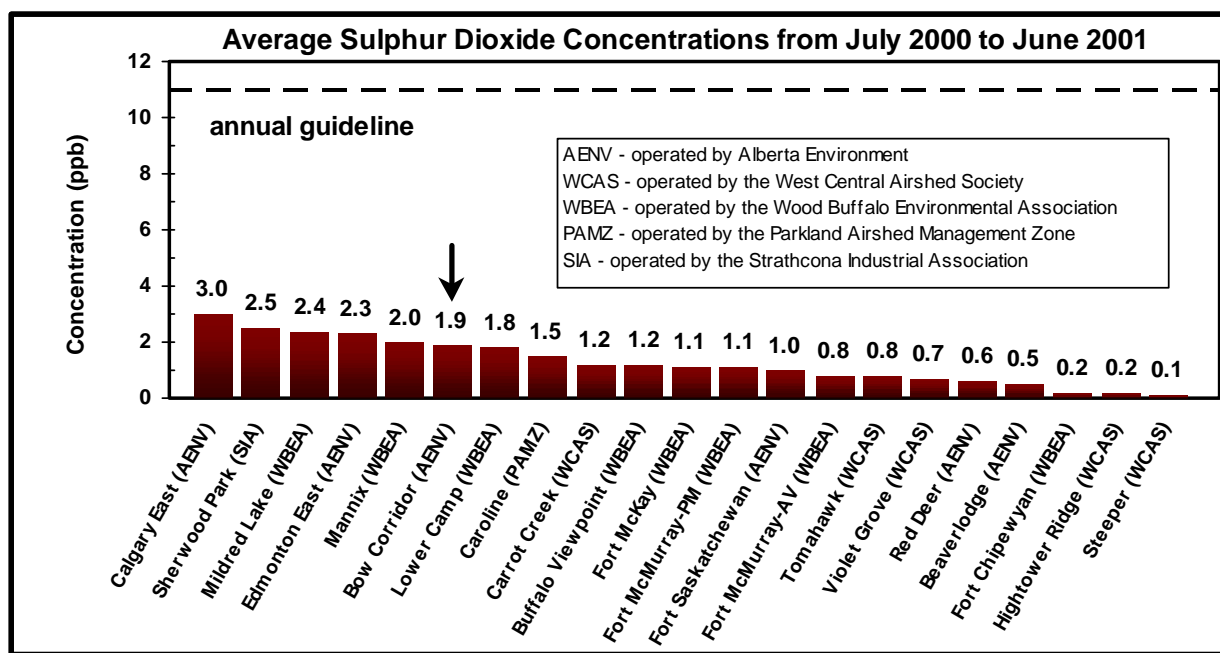 Average Sulphur Dioxide Concentrations from July 2000 to June 2001
Concentration (ppb)
12
10
8
6
4
2
0
annual guideline
AENV - operated by Alberta Environment
WCAS - operated by the West Central Airshed Society
WBEA - operated by the Wood Buffalo Environmental Association
PAMZ - operated by the Parkland Airshed Management Zone
SIA - operated by the Strathcona Industrial Association
3.0
2.5
2.4
2.3
2.0
1.9
1.8
1.5
1.2
1.2
1.1
1.1
1.0
0.8
0.8
0.7
0.6
0.5
0.2
0.2
0.1
Calgary East (AENV)
Sherwood Park (SIA)
Mildred Lake (WBEA)
Edmonton East (AENV)
Mannix (WBEA)
Bow Corridor (AENV)
Lower Camp (WBEA)
Caroline (PAMZ)
Carrot Creek (WCAS)
Buffalo Viewpoint (WBEA)
Fort McKay (WBEA)
Fort McMurray-PM (WBEA)
Fort Saskatchewan (AENV)
Fort McMurray-AV (WBEA)
Tomahawk (WCAS)
Violet Grove (WCAS)
Red Deer (AENV)
Beaverlodge (AENV)
Fort Chipewyan (WBEA)
Hightower Ridge (WCAS)
Steeper (WCAS)